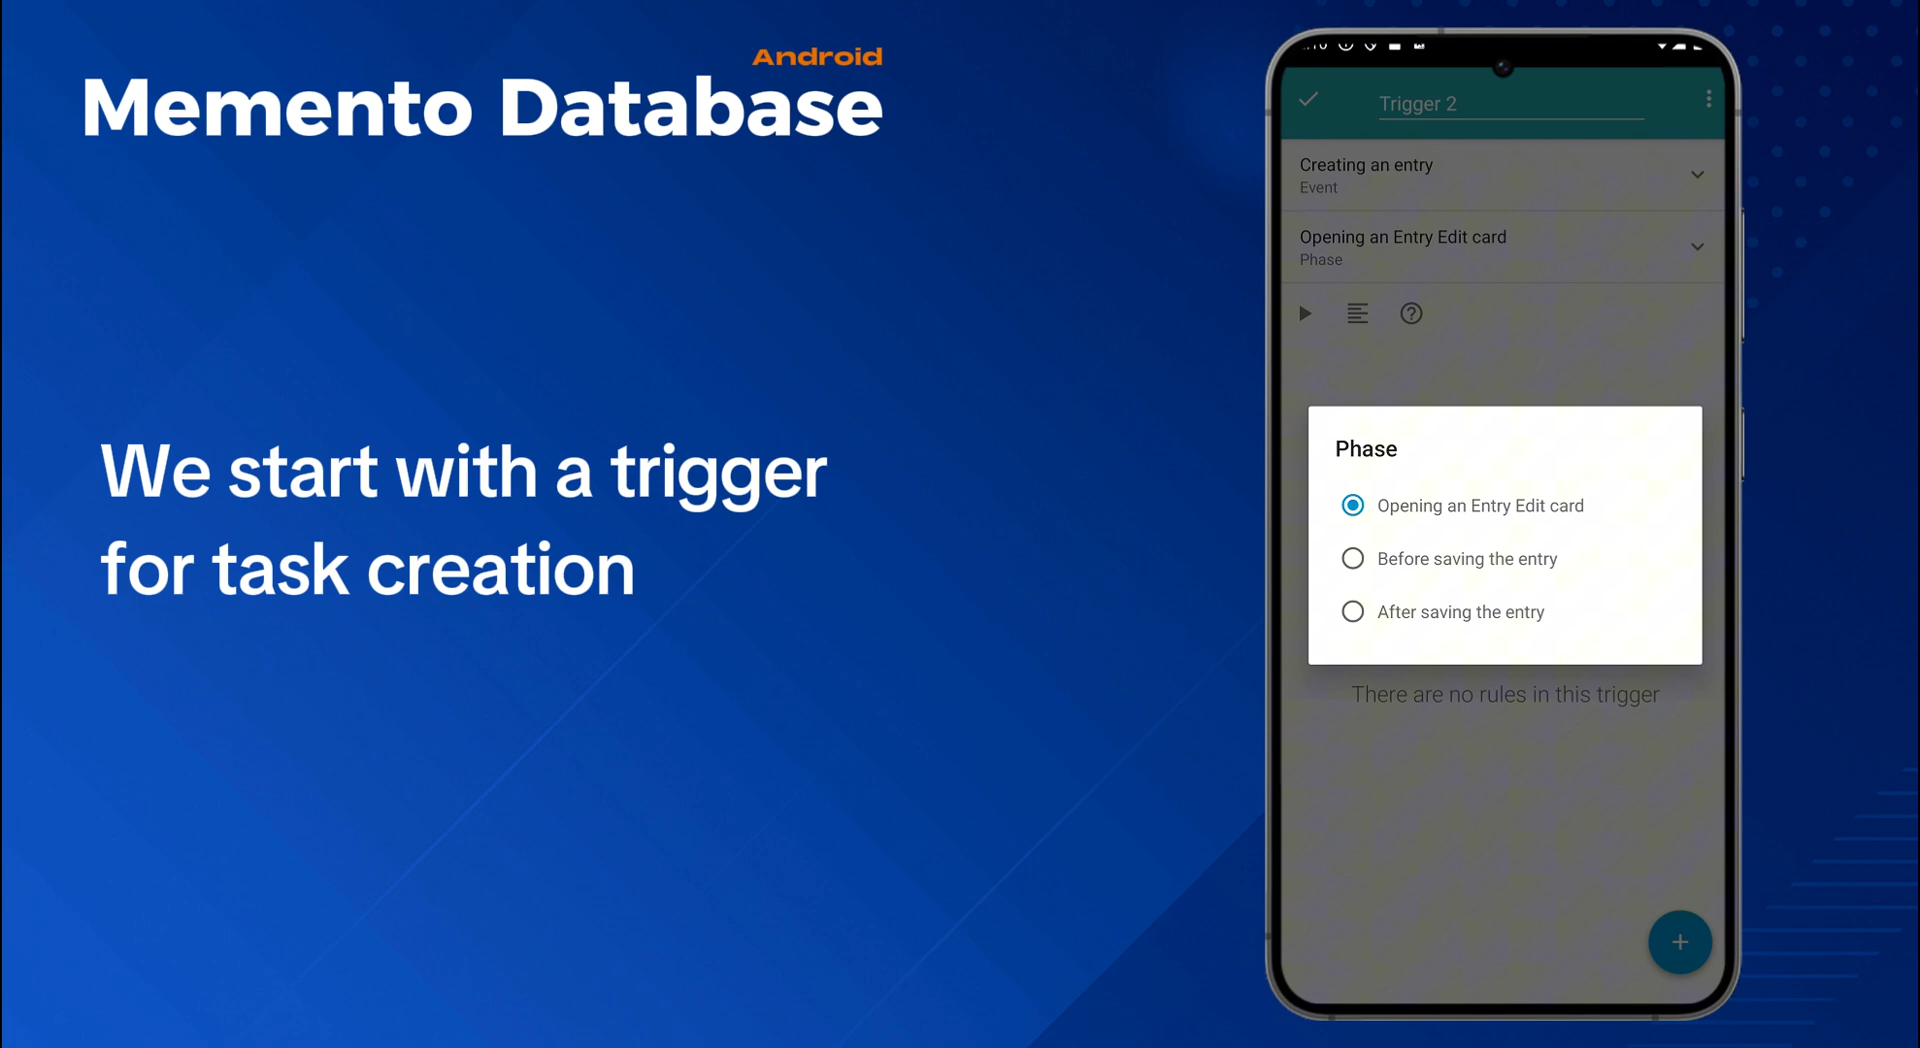 Android
Memento Database
We start with a trigger
for task creation
Trigger 2
Creating an entry
Event
Opening an Entry Edit card
Phase
Phase
Opening an Entry Edit card
Before saving the entry
After saving the entry
There are no rules in this trigger